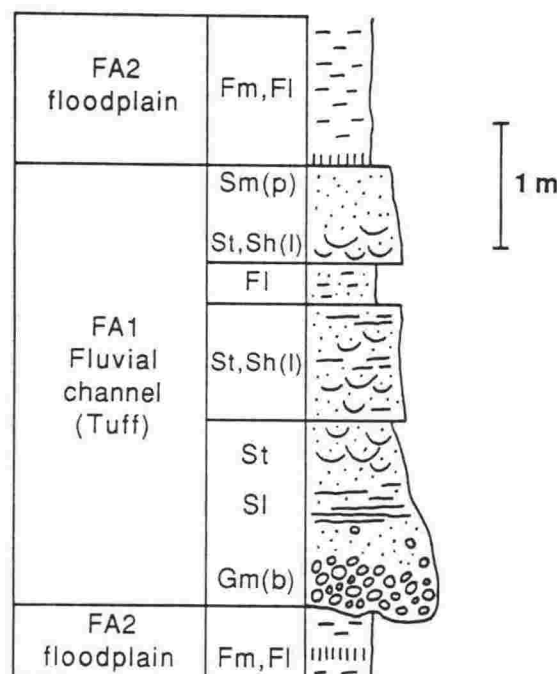 FA2
floodplain
Fm,Fl
1 m
Sm(p)
St,Sh(l)
Fl
FA1
Fluvial
channel
(Tuff)
St,Sh(l)
St
Sl
Gm(b)
FA2
floodplain
Fm,Fl